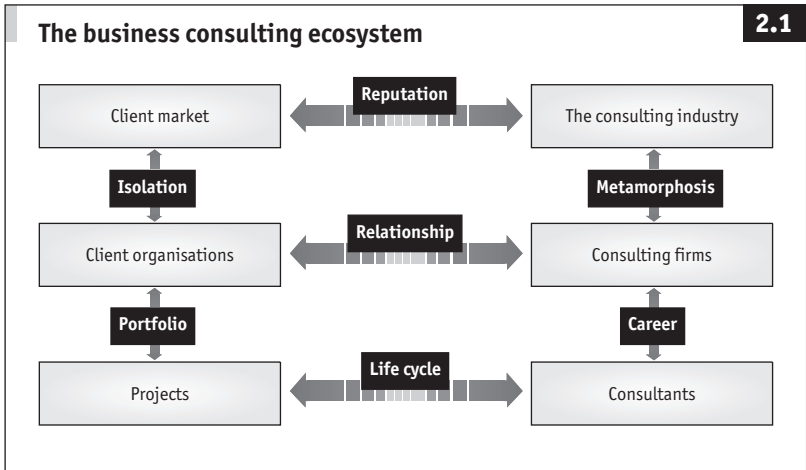 The business consulting ecosystem
2.1
Reputation
Client market
The consulting industry
Isolation
Metamorphosis
Relationship
Client organisations
Consulting firms
Portfolio
Career
Life cycle
Projects
Consultants